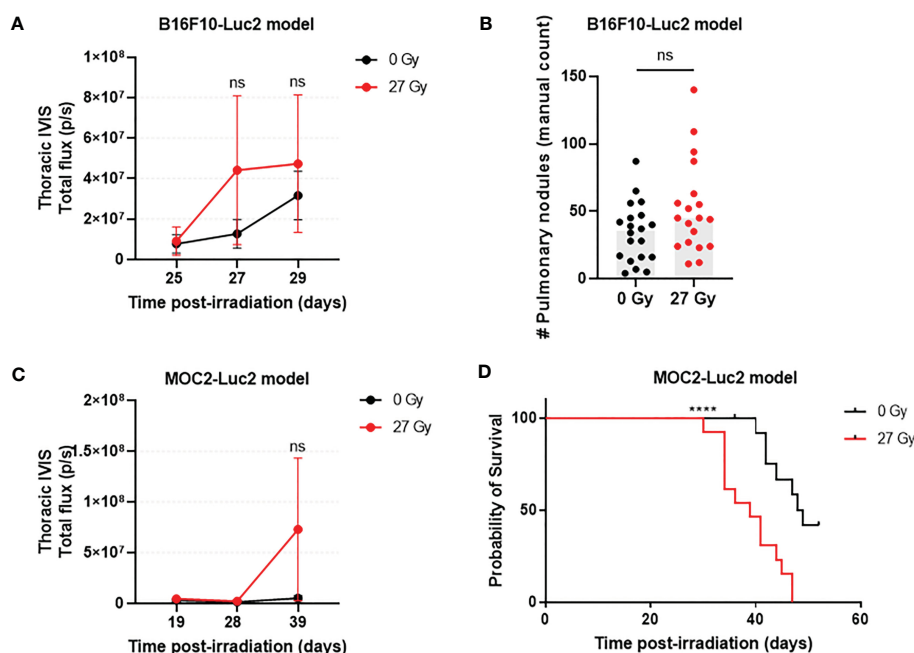 A
B16F10-Luc2 model
Thoracic IVIS
Total flux (p/s)
1×10⁸
8×10⁷
6×10⁷
4×10⁷
2×10⁷
0
ns
ns
25
27
29
Time post-irradiation (days)
0 Gy
27 Gy
B
B16F10-Luc2 model
# Pulmonary nodules (manual count)
150
100
50
0
ns
0 Gy
27 Gy
C
MOC2-Luc2 model
Thoracic IVIS
Total flux (p/s)
2×10⁸
1.5×10⁸
1×10⁸
5×10⁷
0
ns
19
28
39
Time post-irradiation (days)
0 Gy
27 Gy
D
MOC2-Luc2 model
Probability of Survival
100
50
0
****
0
20
40
60
Time post-irradiation (days)
0 Gy
27 Gy